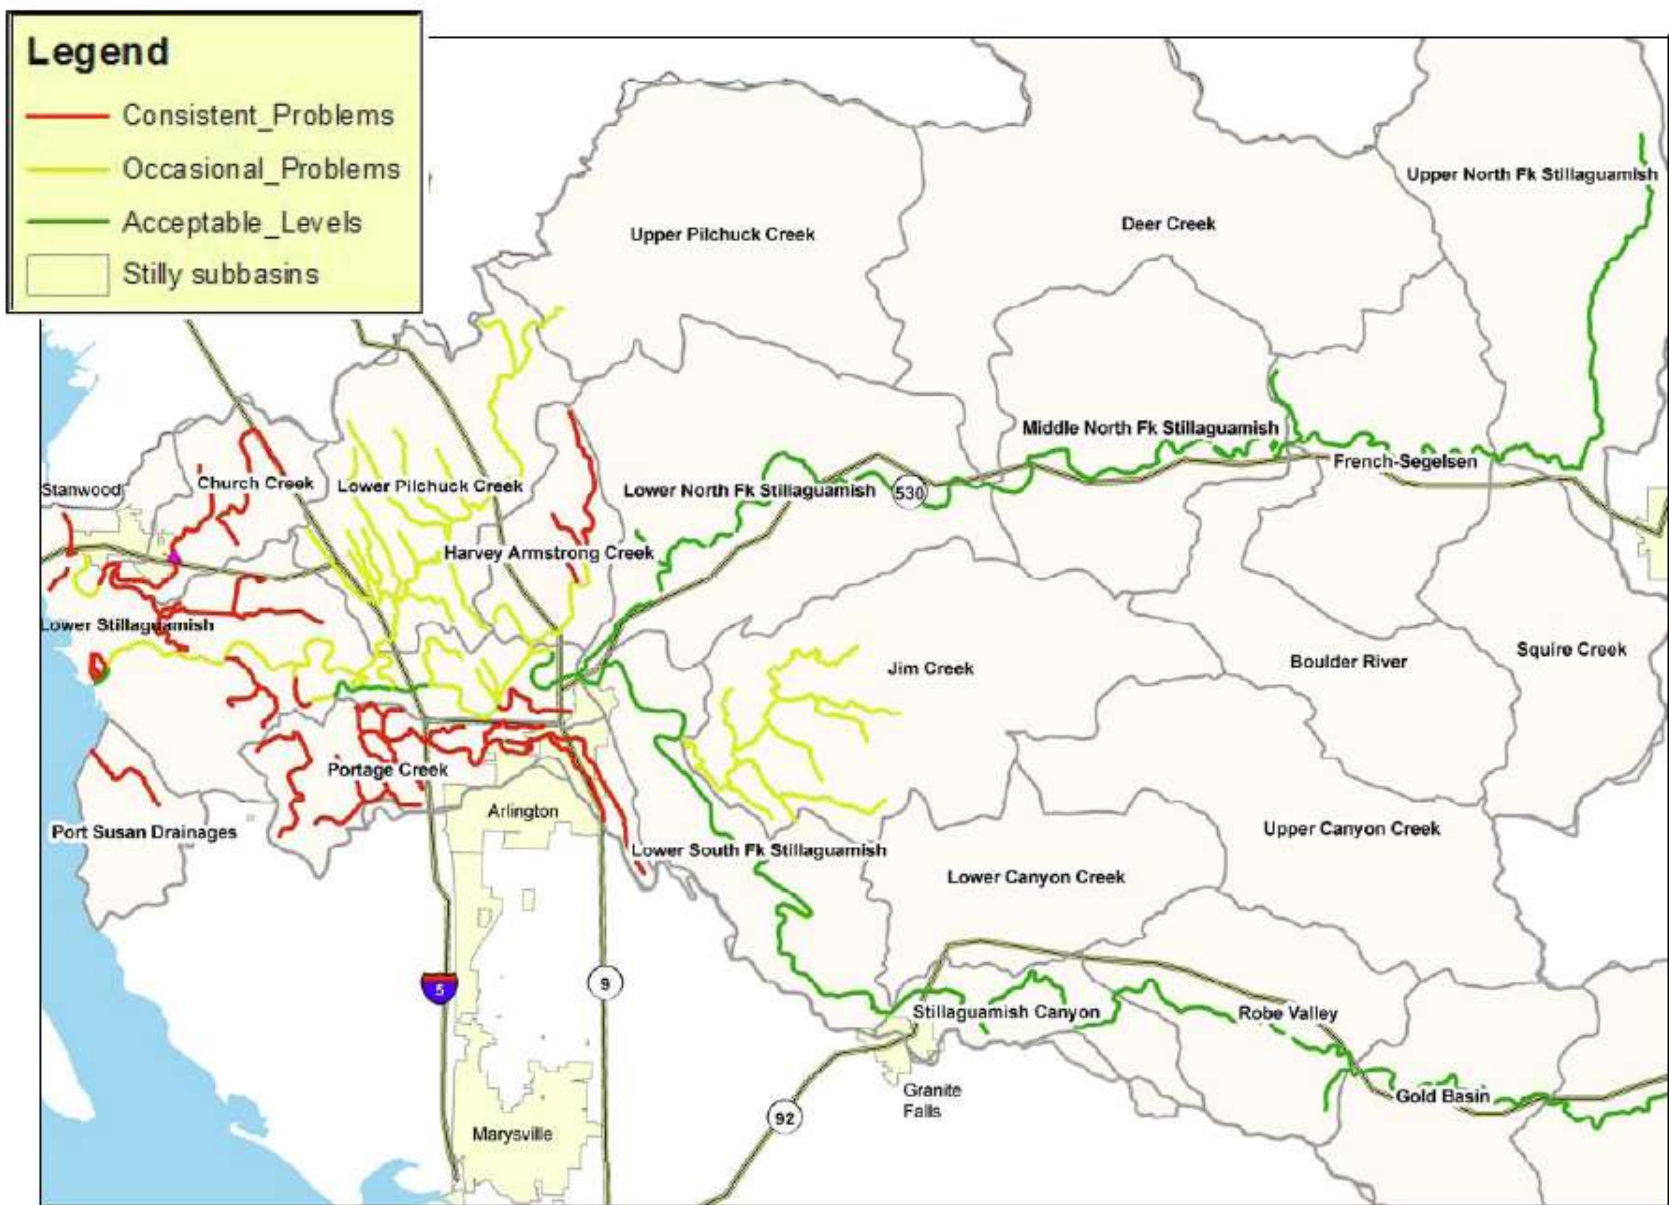 Legend
Consistent_Problems
Occasional_Problems
Acceptable_Levels
Stilly subbasins
Upper North Fk Stillaguamish
Deer Creek
Upper Pilchuck Creek
Middle North Fk Stillaguamish
French-Segelsen
Stanwood
Church Creek
Lower Pilchuck Creek
Lower North Fk Stillaguamish
530
Harvey Armstrong Creek
Lower Stillaguamish
Jim Creek
Boulder River
Squire Creek
Portage Creek
Arlington
Port Susan Drainages
Lower South Fk Stillaguamish
Upper Canyon Creek
Lower Canyon Creek
5
9
Stillaguamish Canyon
Robe Valley
Granite
Falls
Gold Basin
92
Marysville